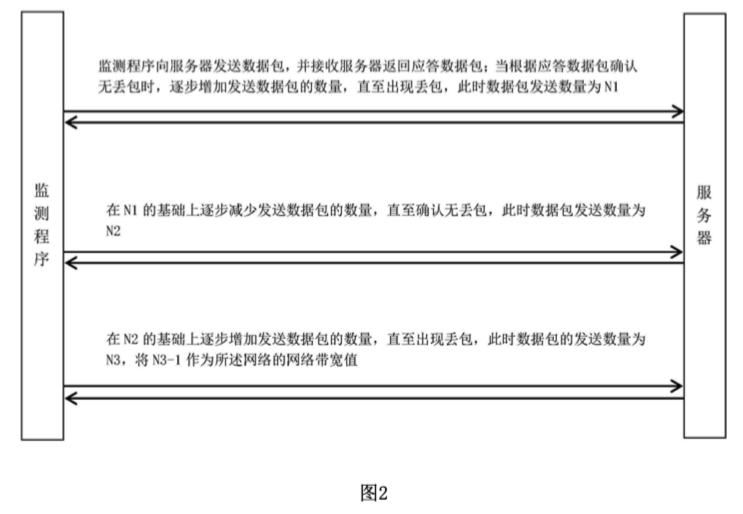 监测程序向服务器发送数据包，并接收服务器返回应答数据包；当根据应答数据包确认
无丢包时，逐步增加发送数据包的数量，直至出现丢包，此时数据包发送数量为 N1
监测程序
服务器
在 N1 的基础上逐步减少发送数据包的数量，直至确认无丢包，此时数据包发送数量为
N2
在 N2 的基础上逐步增加发送数据包的数量，直至出现丢包，此时数据包的发送数量为
N3，将 N3-1 作为所述网络的网络带宽值
图2